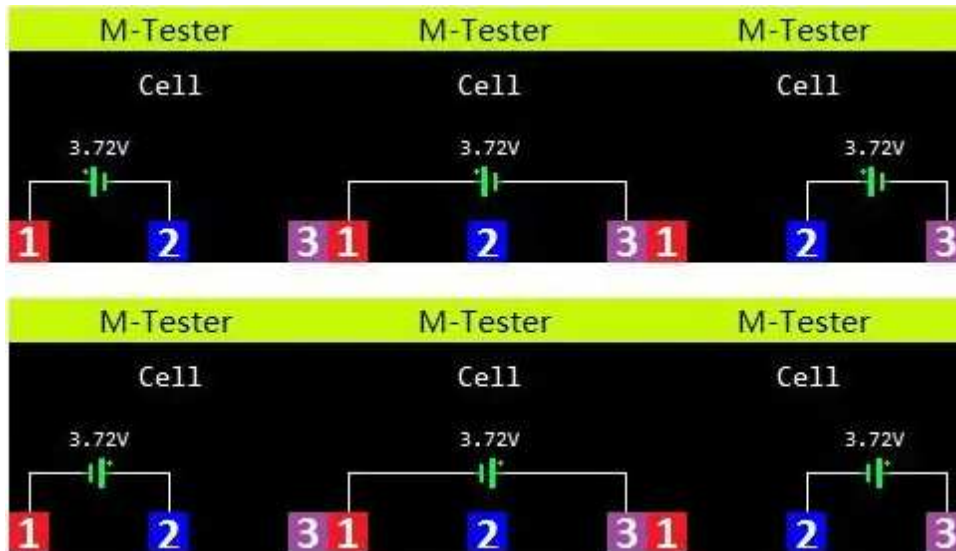 M-Tester M-Tester M-Tester
Cell Cell Cell
3.72V 3.72V 3.72V
1 2 3 1 2 3 1 2 3
M-Tester M-Tester M-Tester
Cell Cell Cell
3.72V 3.72V 3.72V
1 2 3 1 2 3 1 2 3